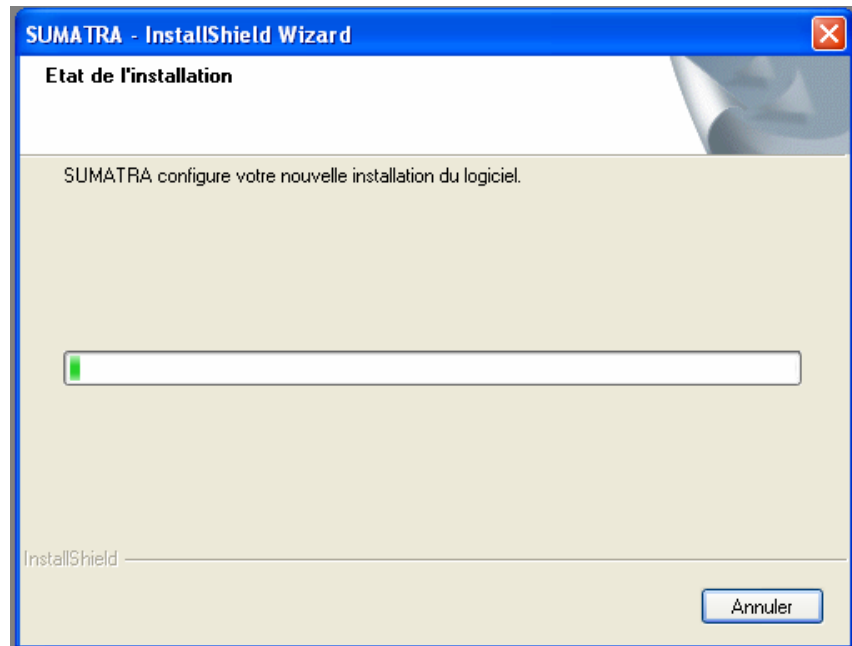 SUMATRA - InstallShield Wizard
Etat de l'installation
SUMATRA configure votre nouvelle installation du logiciel.
InstallShield
Annuler